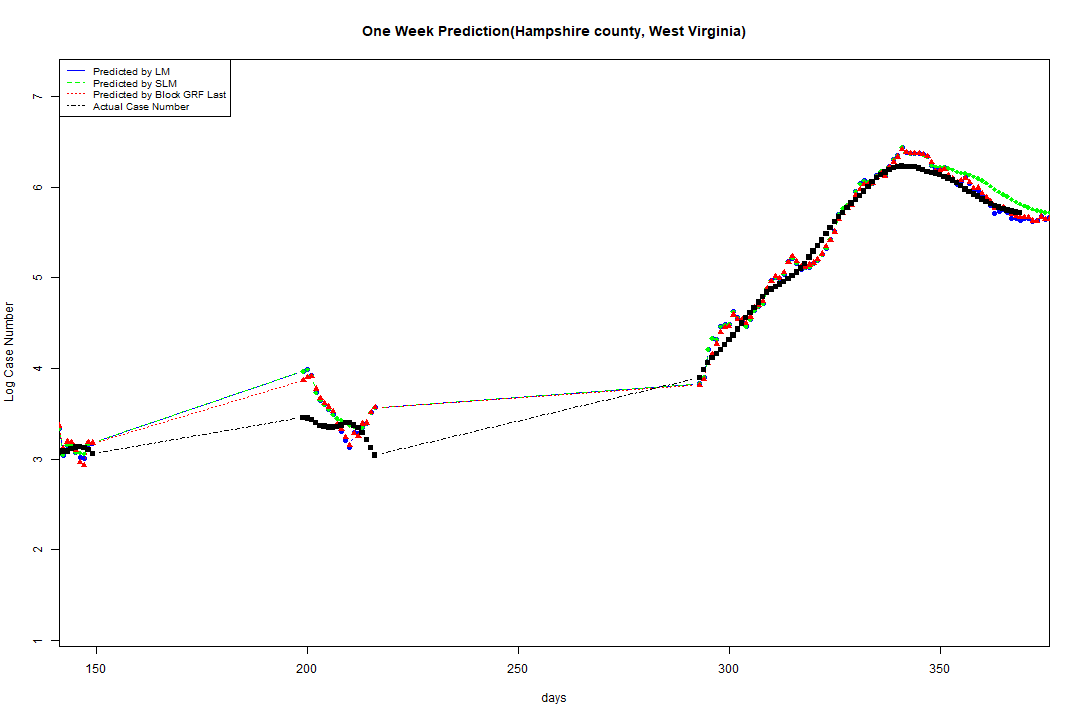 One Week Prediction(Hampshire county, West Virginia)
Predicted by LM
Predicted by SLM
Predicted by Block GRF Last
Actual Case Number
7
6
5
4
3
2
1
Log Case Number
150
200
250
300
350
days